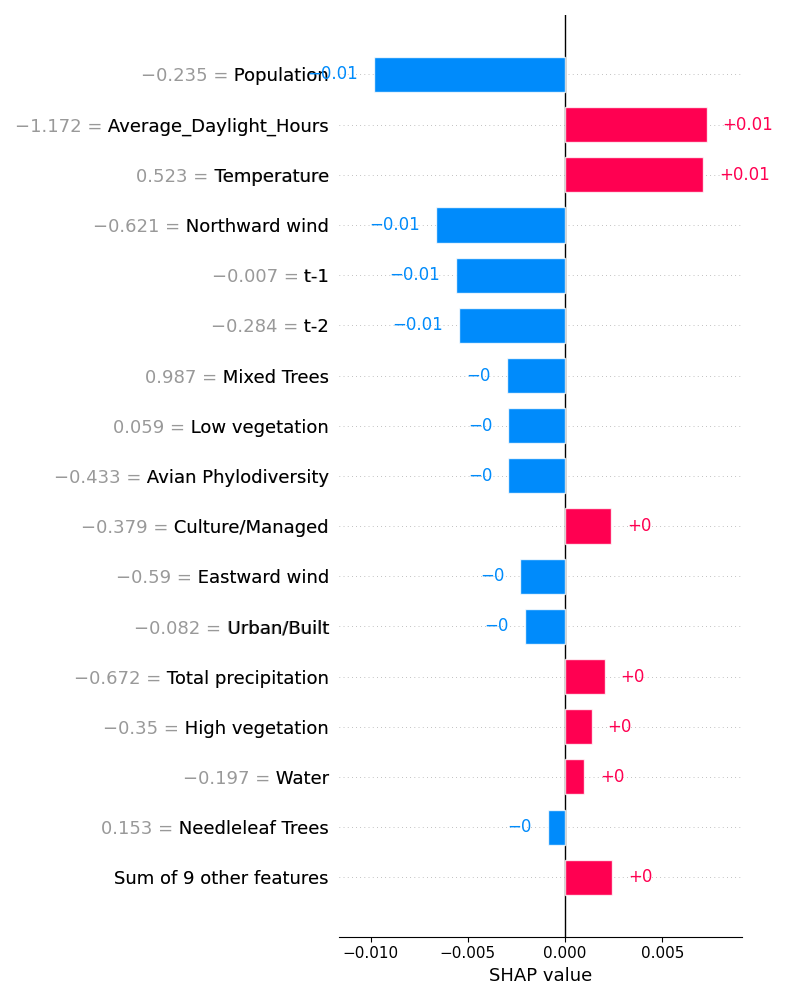 −0.235 = Population −0.01
−1.172 = Average_Daylight_Hours +0.01
0.523 = Temperature +0.01
−0.621 = Northward wind −0.01
−0.007 = t-1 −0.01
−0.284 = t-2 −0.01
0.987 = Mixed Trees −0
0.059 = Low vegetation −0
−0.433 = Avian Phylodiversity −0
−0.379 = Culture/Managed +0
−0.59 = Eastward wind −0
−0.082 = Urban/Built −0
−0.672 = Total precipitation +0
−0.35 = High vegetation +0
−0.197 = Water +0
0.153 = Needleleaf Trees −0
Sum of 9 other features +0
−0.010 −0.005 0.000 0.005
SHAP value